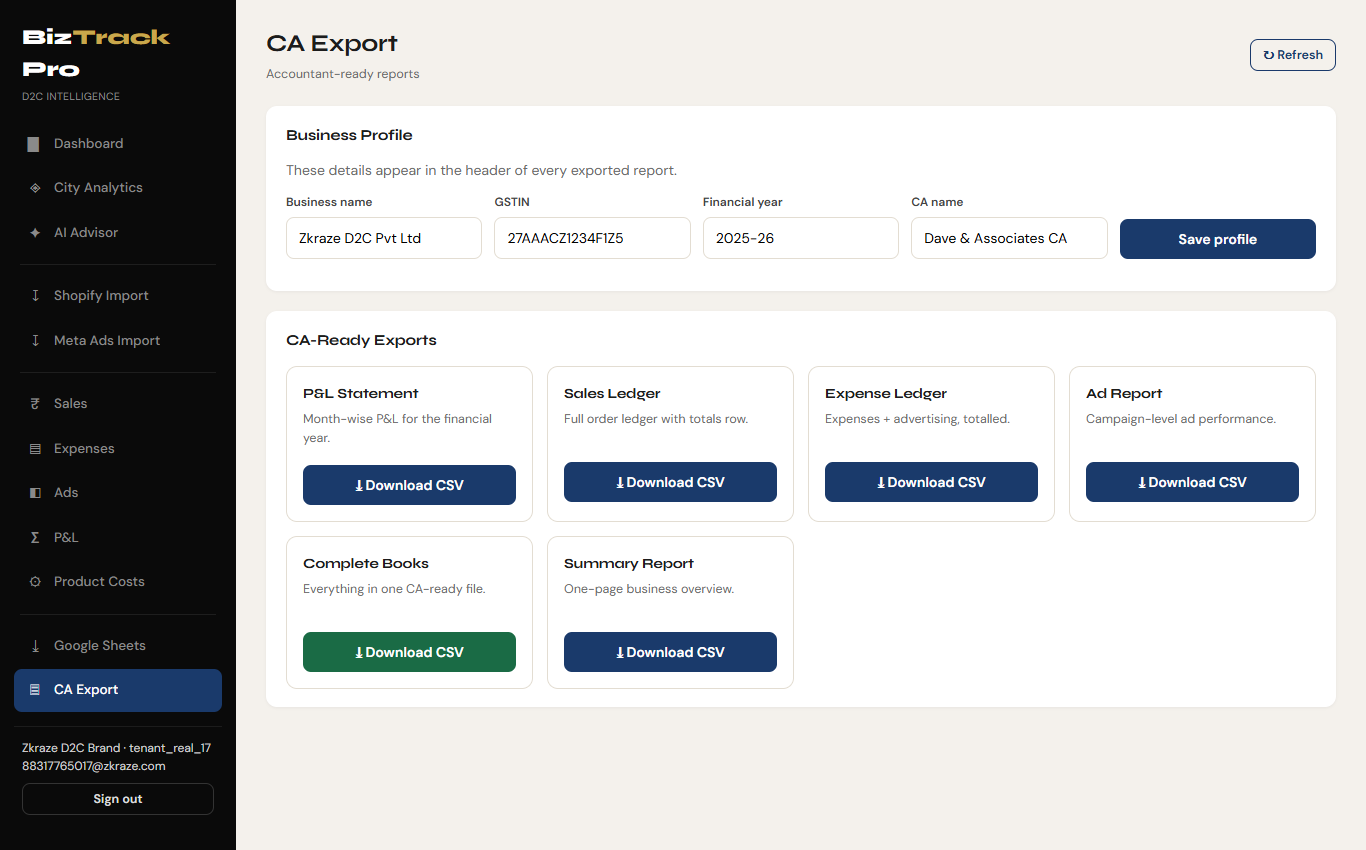 BizTrack
Pro
D2C INTELLIGENCE
Dashboard
City Analytics
AI Advisor
Shopify Import
Meta Ads Import
Sales
Expenses
Ads
Σ P&L
Product Costs
Google Sheets
CA Export
Zkraze D2C Brand · tenant_real_17
88317765017@zkraze.com
Sign out
CA Export
Accountant-ready reports
↻ Refresh
Business Profile
These details appear in the header of every exported report.
Business name GSTIN Financial year CA name
Zkraze D2C Pvt Ltd 27AAACZ1234F1Z5 2025-26 Dave & Associates CA Save profile
CA-Ready Exports
P&L Statement
Month-wise P&L for the financial
year.
Download CSV
Sales Ledger
Full order ledger with totals row.
Download CSV
Expense Ledger
Expenses + advertising, totalled.
Download CSV
Ad Report
Campaign-level ad performance.
Download CSV
Complete Books
Everything in one CA-ready file.
Download CSV
Summary Report
One-page business overview.
Download CSV